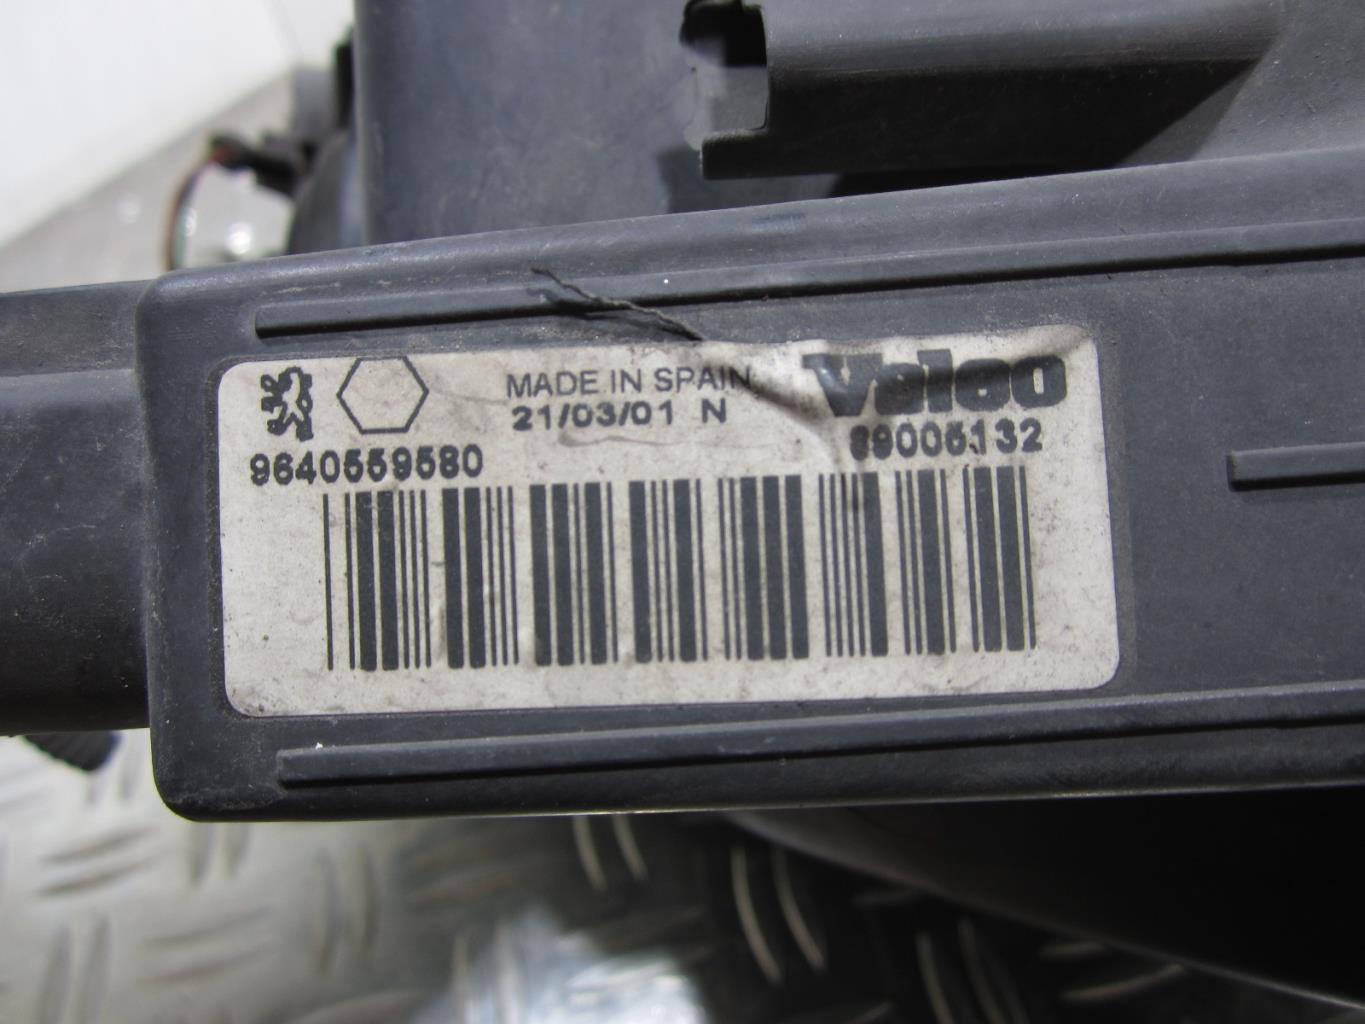 MADE IN SPAIN
Valeo
21/03/01 N
89005132
9640559580